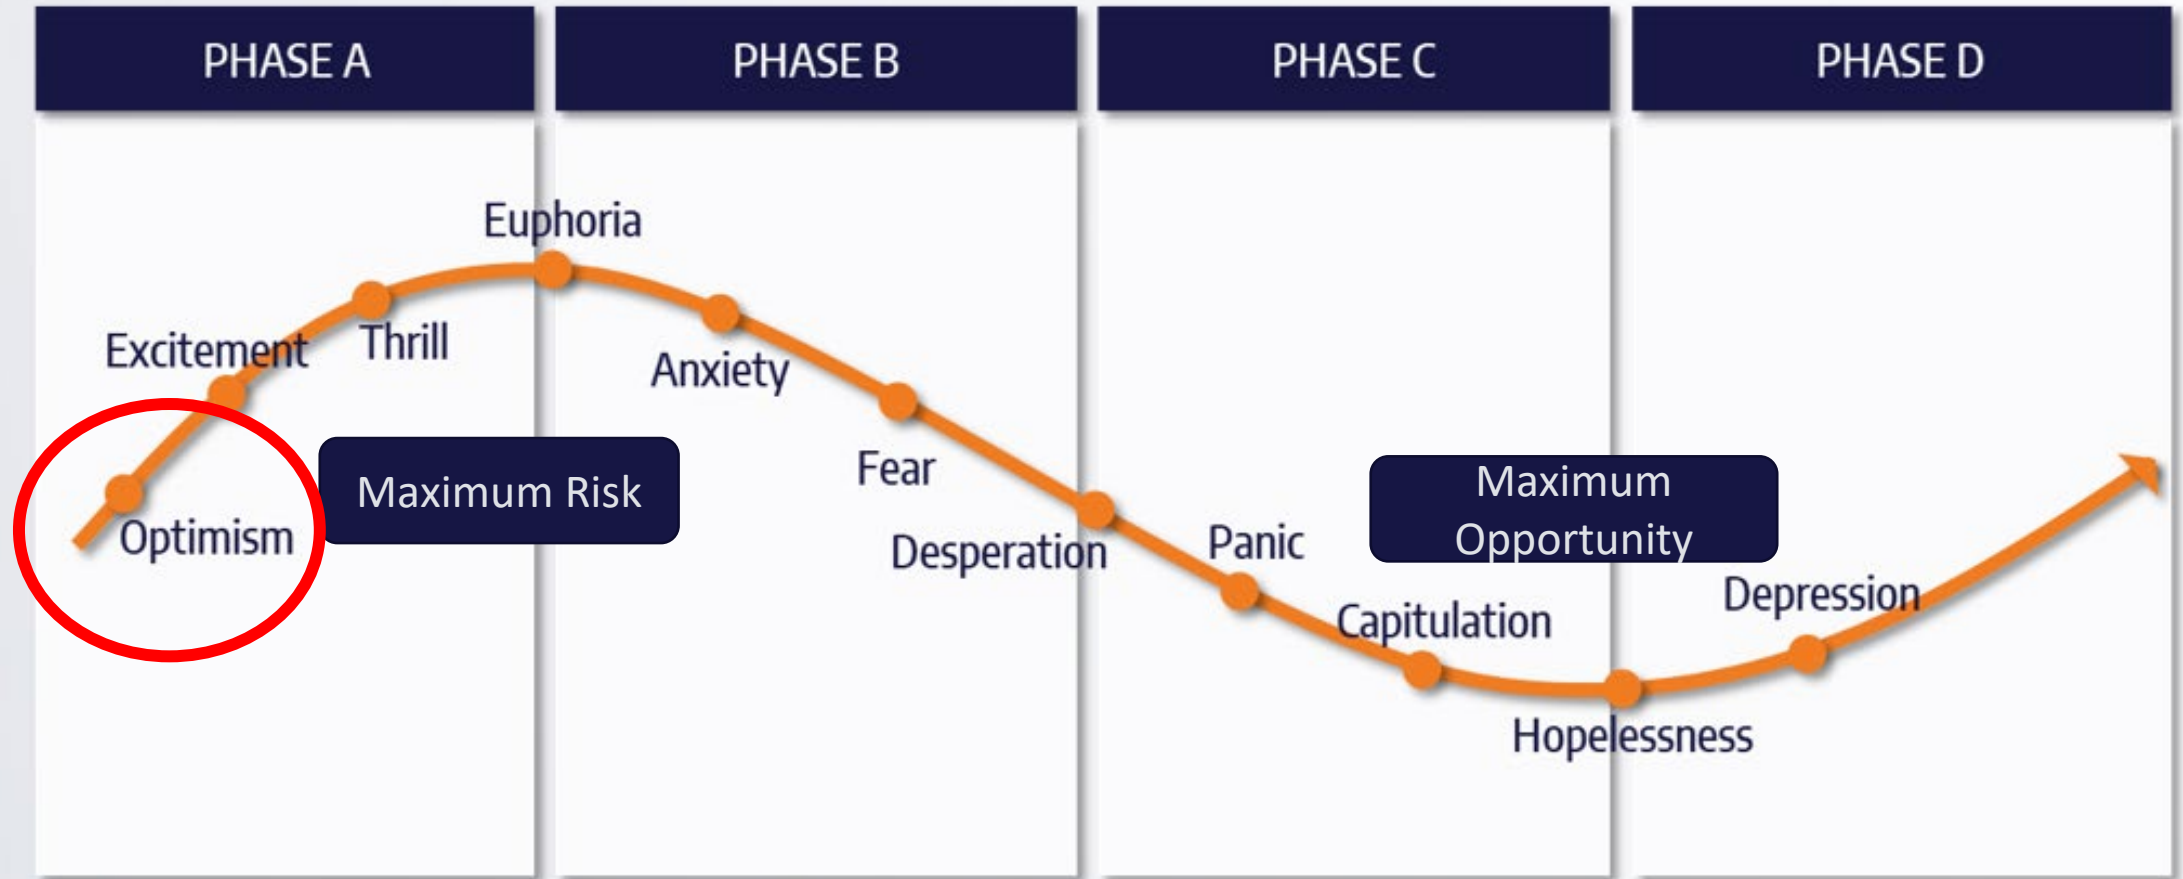 PHASE A
PHASE B
PHASE C
PHASE D
Euphoria
Excitement
Thrill
Anxiety
Optimism
Maximum Risk
Fear
Desperation
Panic
Maximum
Opportunity
Capitulation
Depression
Hopelessness